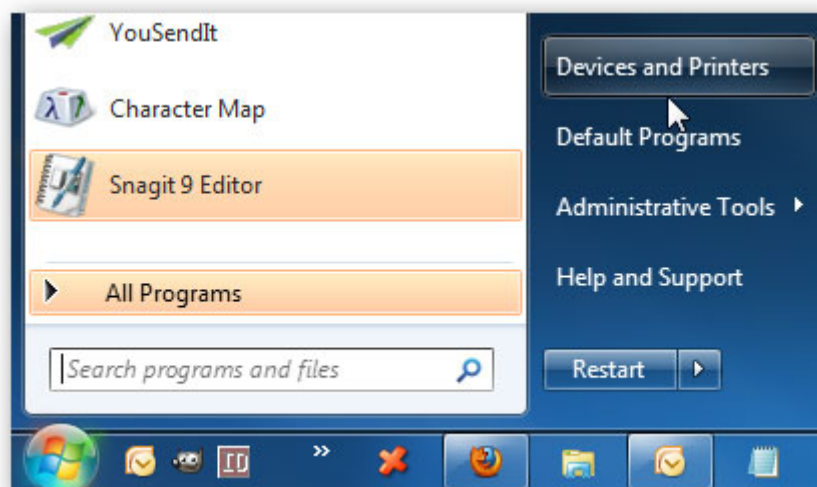 YouSendIt
Character Map
Snagit 9 Editor
All Programs
Search programs and files
Devices and Printers
Default Programs
Administrative Tools
Help and Support
Restart
ID